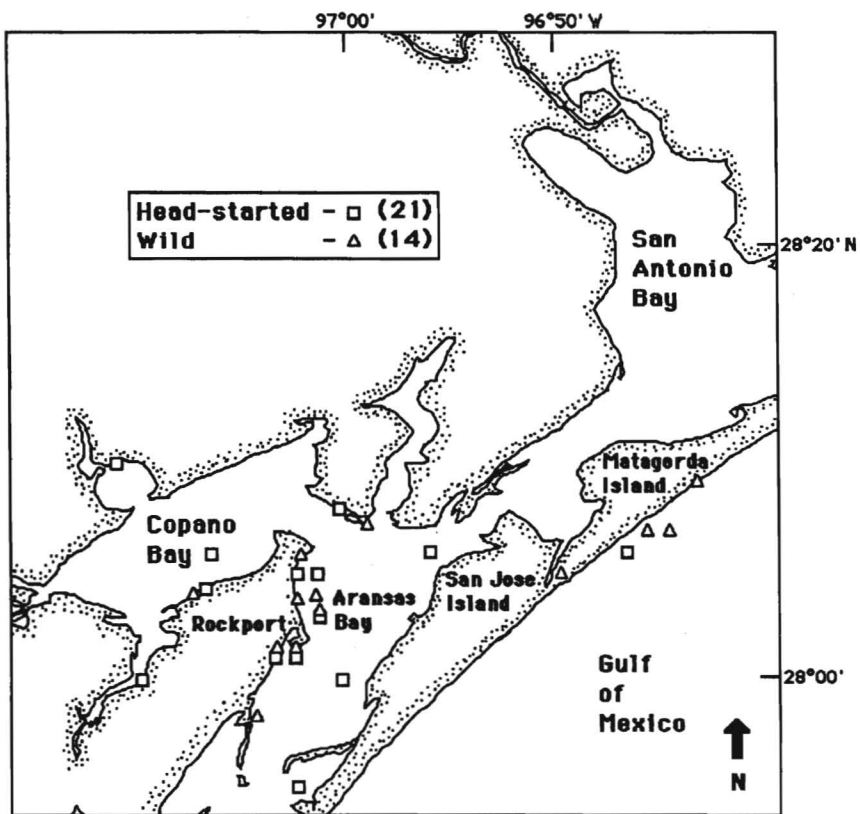 97°00' 96°50' W
Head-started - □ (21)
Wild - △ (14)
San
Antonio
Bay
28°20' N
Matagorda
Island
Copano
Bay
San Jose
Island
Rockport
Aransas
Bay
Gulf
of
Mexico
28°00'
N